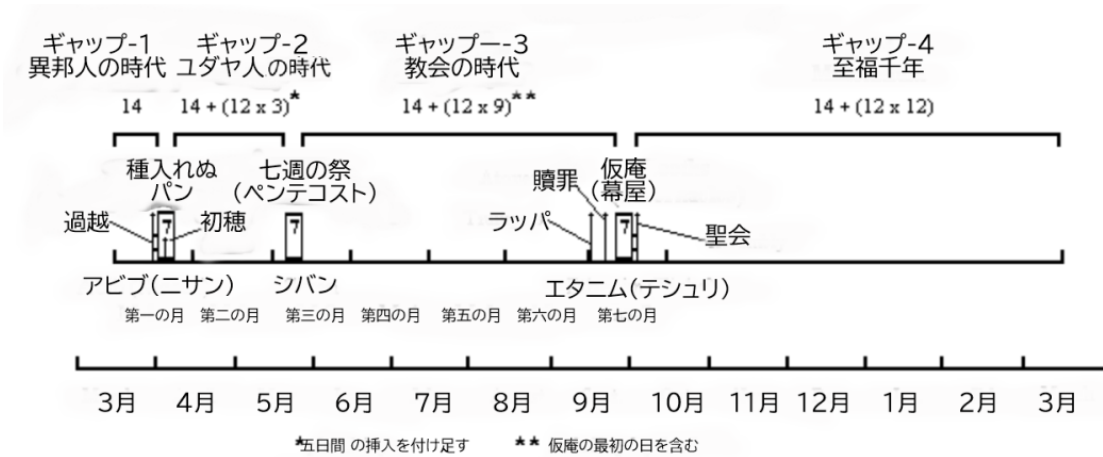 ギャップ-1
異邦人の時代
14
ギャップ-2
ユダヤ人の時代
14 + (12 x 3)*
ギャップー-3
教会の時代
14 + (12 x 9)**
ギャップ-4
至福千年
14 + (12 x 12)
種入れぬ
パン
七週の祭
(ペンテコスト)
贖罪
仮庵
(幕屋)
過越
7
初穂
7
ラッパ
7
聖会
アビブ(ニサン)
シバン
エタニム(テシュリ)
第一の月 第二の月 第三の月 第四の月 第五の月 第六の月 第七の月
3月 4月 5月 6月 7月 8月 9月 10月 11月 12月 1月 2月 3月
*五日間 の挿入を付け足す ** 仮庵の最初の日を含む